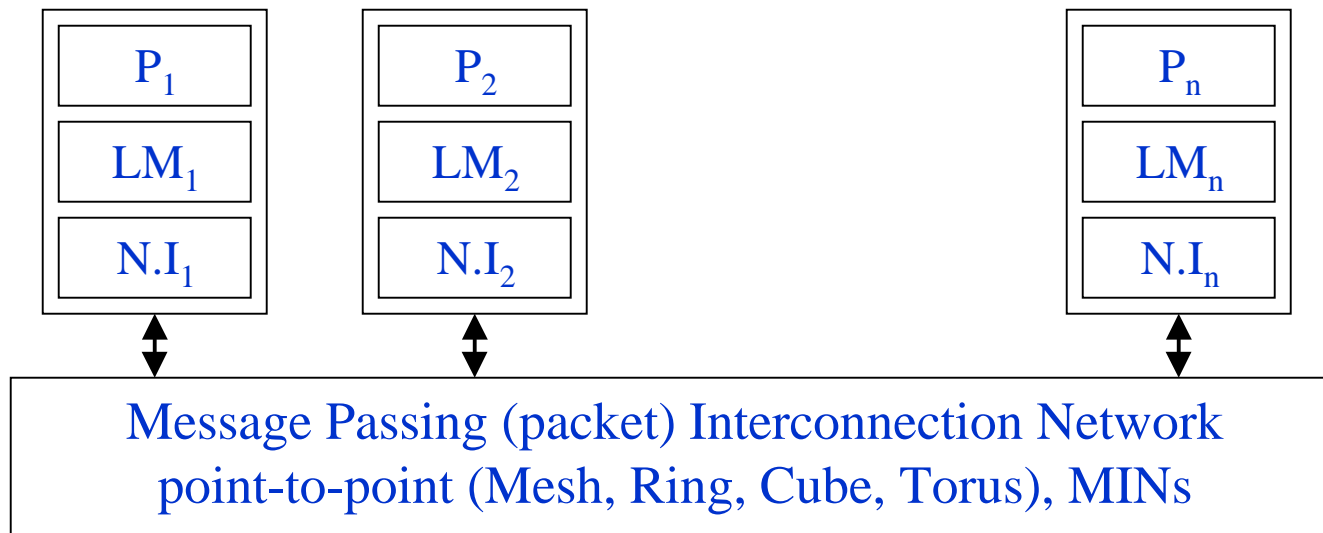 P₁
P₂
Pₙ
LM₁
LM₂
LMₙ
N.I₁
N.I₂
N.Iₙ
Message Passing (packet) Interconnection Network
point-to-point (Mesh, Ring, Cube, Torus), MINs